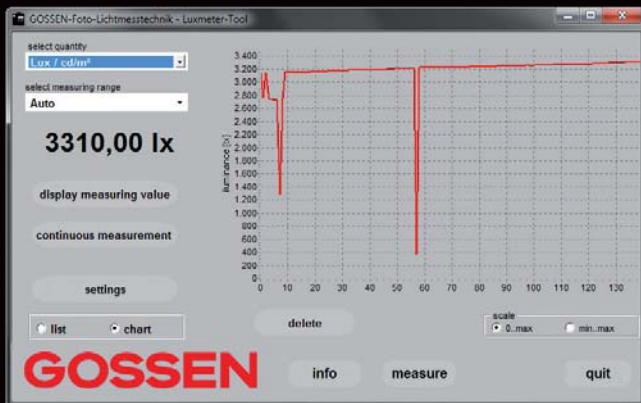 GOSSEN-Foto-Lichtmesstechnik - Luxmeter-Tool
select quantity
Lux / cd/m²
select measuring range
Auto
3310,00 lx
display measuring value
continuous measurement
settings
list
chart
GOSSEN
iluminance [lx]
3.400
3.200
3.000
2.800
2.600
2.400
2.200
2.000
1.800
1.600
1.400
1.200
1.000
800
600
400
200
0
0 10 20 30 40 50 60 70 80 90 100 110 120 130
delete
scale
0..max
min..max
info
measure
quit